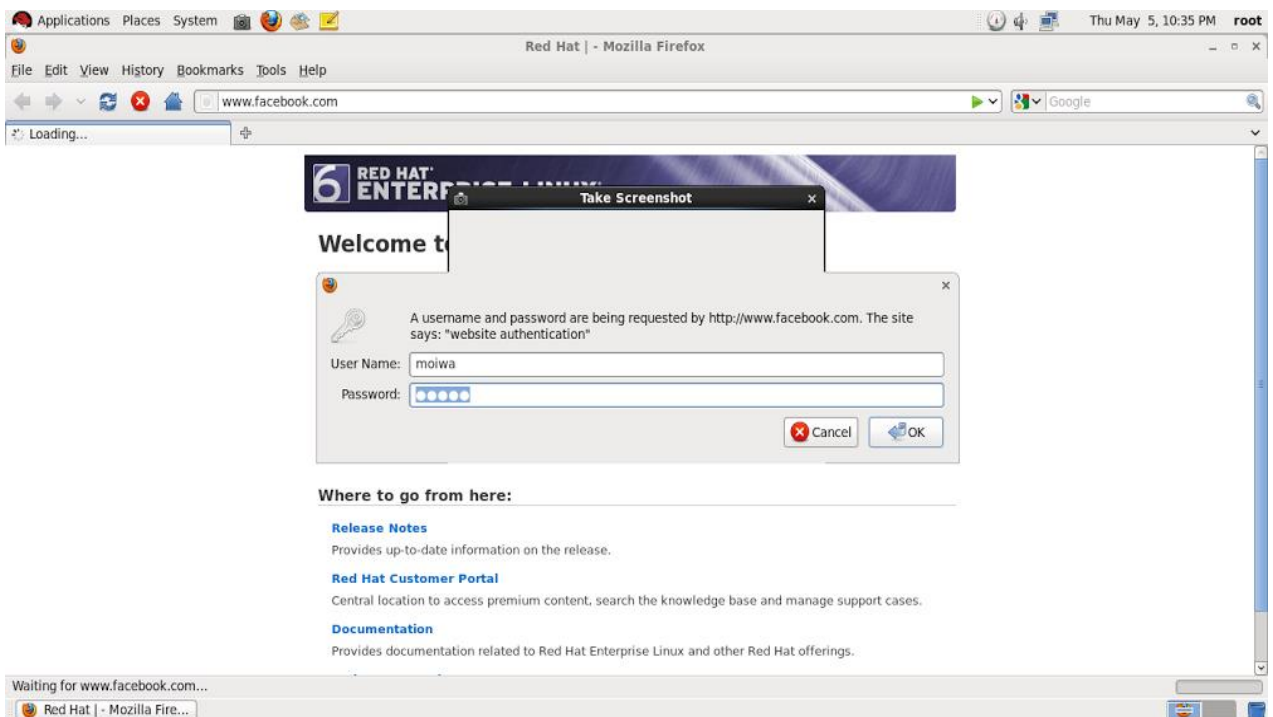 Applications Places System Thu May 5, 10:35 PM root
Red Hat | - Mozilla Firefox
File Edit View History Bookmarks Tools Help
www.facebook.com Google
Loading...
6 RED HAT
Take Screenshot
Welcome
A username and password are being requested by http://www.facebook.com. The site
says: "website authentication"
User Name: moiwa
Password:
Cancel OK
Where to go from here:
Release Notes
Provides up-to-date information on the release.
Red Hat Customer Portal
Central location to access premium content, search the knowledge base and manage support cases.
Documentation
Provides documentation related to Red Hat Enterprise Linux and other Red Hat offerings.
Waiting for www.facebook.com...
Red Hat | - Mozilla Fire...